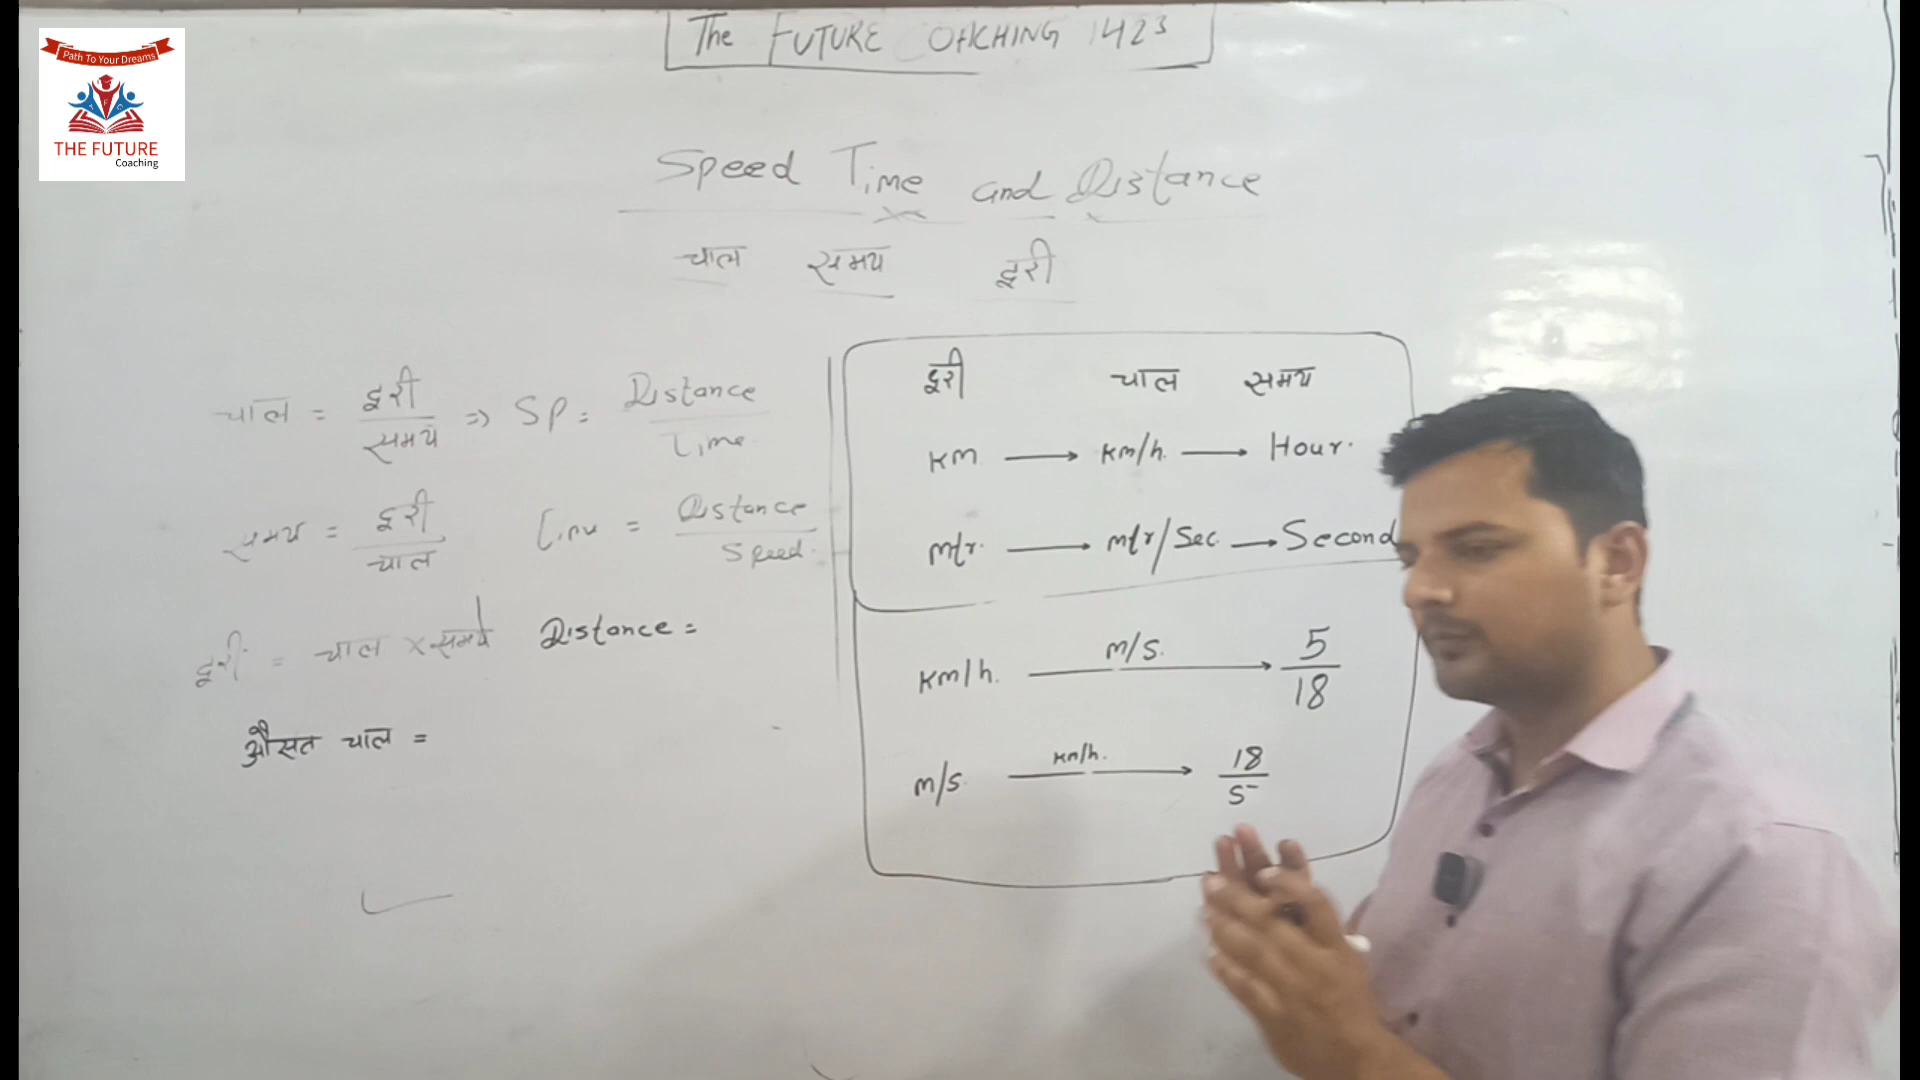 The FUTURE COACHING 1423
Path To Your Dreams
TFC
THE FUTURE
Coaching
Speed Time and Distance
चाल समय दूरी
चाल = दूरी/समय => SP = Distance/Time
समय = दूरी/चाल Time = Distance/Speed.
दूरी = चाल × समय Distance =
औसत चाल =
दूरी चाल समय
KM → KM/h. → Hour.
mtr. → mtr/Sec. → Second
KM/h. m/s. → 5/18
m/s. km/h. → 18/5